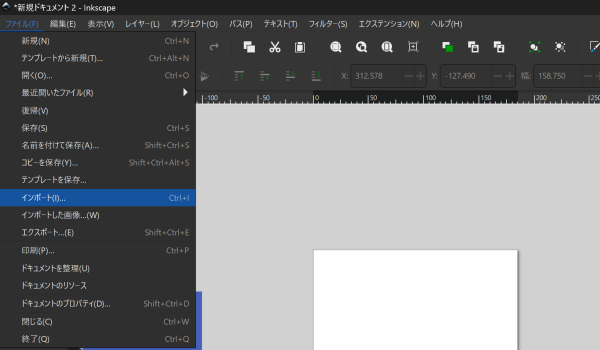 *新規ドキュメント 2 - Inkscape
ファイル(F) 編集(E) 表示(V) レイヤー(L) オブジェクト(O) パス(P) テキスト(T) フィルター(S) エクステンション(N) ヘルプ(H)
新規(N) Ctrl+N
テンプレートから新規(T)... Ctrl+Alt+N
開く(O)... Ctrl+O
最近開いたファイル(R)
復帰(V)
保存(S) Ctrl+S
名前を付けて保存(A)... Shift+Ctrl+S
コピーを保存(Y)... Shift+Ctrl+Alt+S
テンプレートを保存...
インポート(I)... Ctrl+I
インポートした画像...(W)
エクスポート...(E) Shift+Ctrl+E
印刷(P)... Ctrl+P
ドキュメントを整理(U)
ドキュメントのリソース
ドキュメントのプロパティ(D)... Shift+Ctrl+D
閉じる(C) Ctrl+W
終了(Q) Ctrl+Q
X: 312.578 Y: -127.490 幅: 158.750
-100 -50 0 50 100 150 200 250